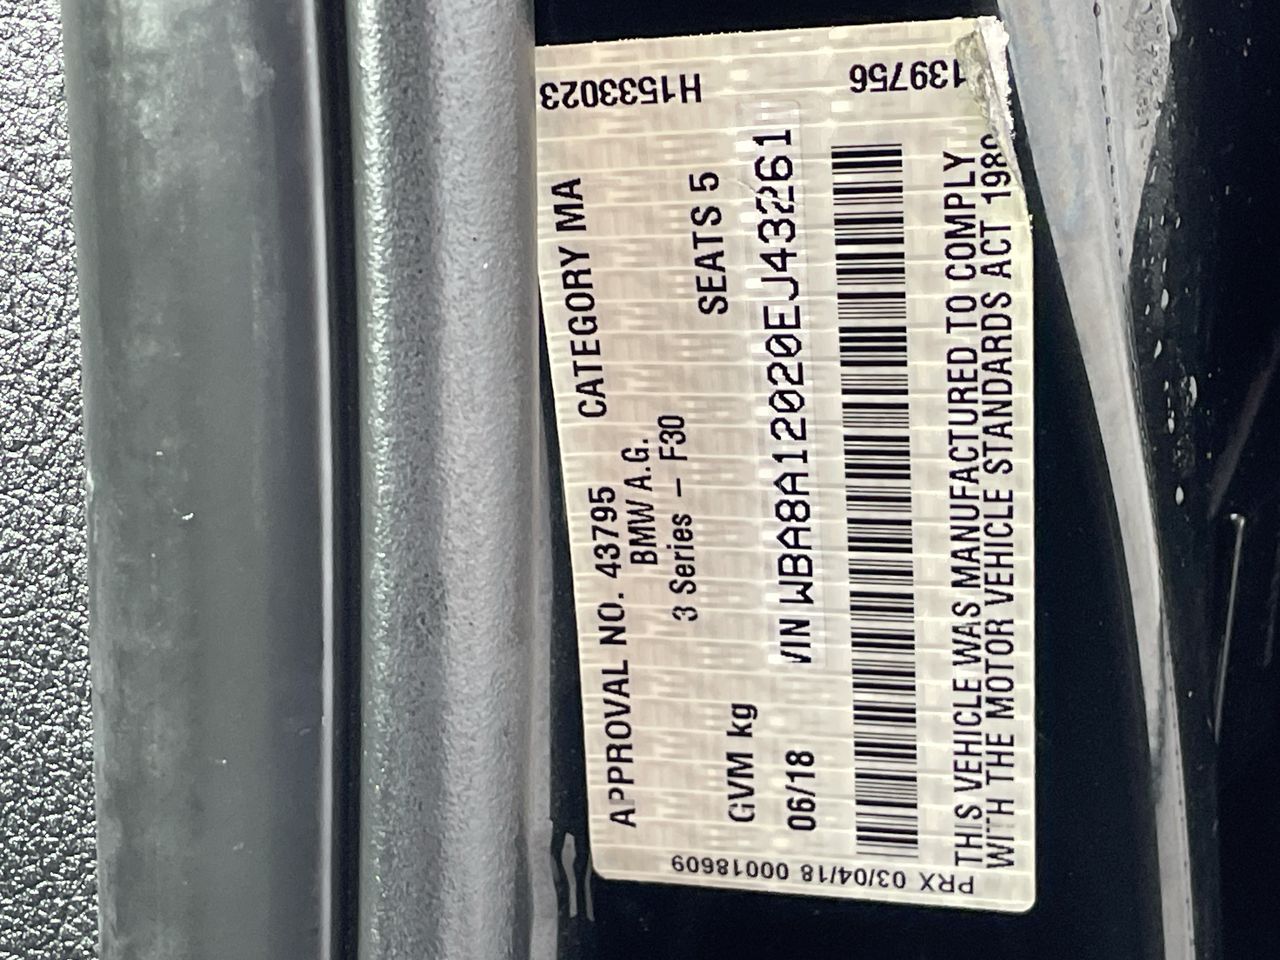 APPROVAL NO. 43795 CATEGORY MA
BMW A.G.
3 Series - F30
GVM kg SEATS 5
06/18 VIN WBA8A12020EJ43261
THIS VEHICLE WAS MANUFACTURED TO COMPLY
WITH THE MOTOR VEHICLE STANDARDS ACT 1989
PRX 03/04/18 00018609
H1533023
139756